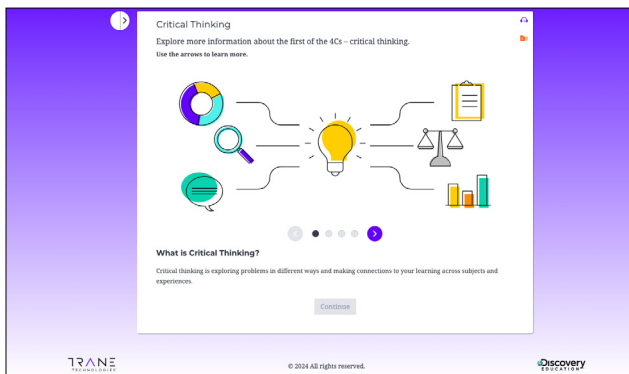 Critical Thinking
Explore more information about the first of the 4Cs – critical thinking.
Use the arrows to learn more.
What is Critical Thinking?
Critical thinking is exploring problems in different ways and making connections to your learning across subjects and
experiences.
Continue
TRANE
TECHNOLOGIES
© 2024 All rights reserved.
Discovery
EDUCATION